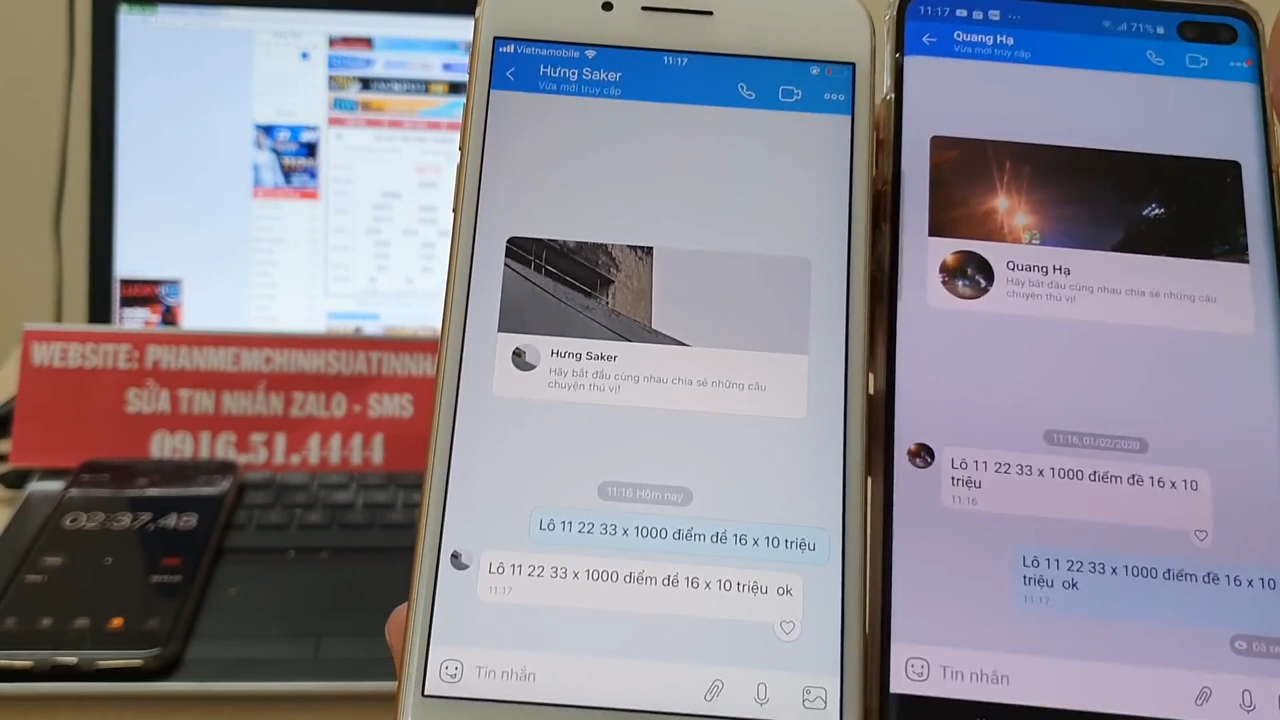 WEBSITE: PHANMEMCHINHSUATINNHA
SỬA TIN NHẮN ZALO - SMS
0916.51.4444
02:37,48
Vietnamobile
11:17
Hưng Saker
Vừa mới truy cập
Hưng Saker
Hãy bắt đầu cùng nhau chia sẻ những câu
chuyện thú vị!
11:16 Hôm nay
Lô 11 22 33 x 1000 điểm đề 16 x 10 triệu
Lô 11 22 33 x 1000 điểm đề 16 x 10 triệu ok
11:17
Tin nhắn
11:17
71%
Quang Hạ
Vừa mới truy cập
Quang Hạ
Hãy bắt đầu cùng nhau chia sẻ những câu
chuyện thú vị!
11:16, 01/02/2020
Lô 11 22 33 x 1000 điểm đề 16 x 10
triệu
11:16
Lô 11 22 33 x 1000 điểm đề 16 x 10
triệu ok
11:17
Đã xe
Tin nhắn